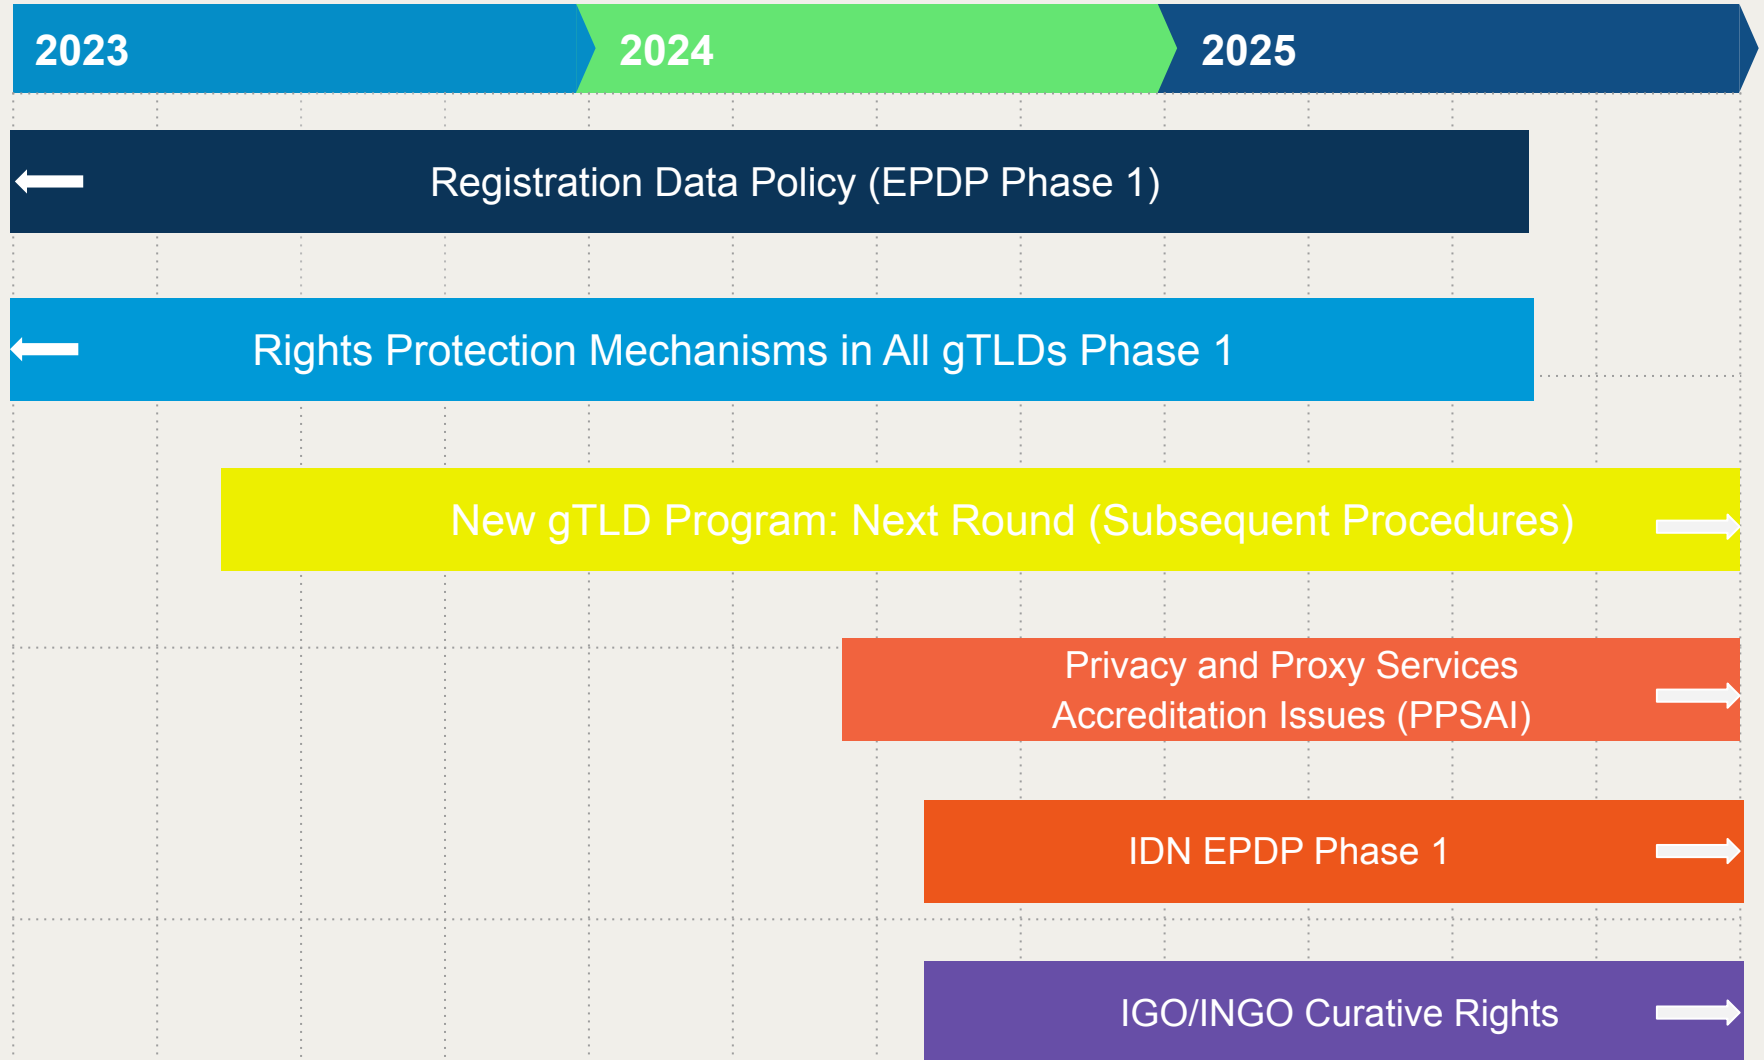 2023
2024
2025
Registration Data Policy (EPDP Phase 1)
Rights Protection Mechanisms in All gTLDs Phase 1
New gTLD Program: Next Round (Subsequent Procedures)
Privacy and Proxy Services
Accreditation Issues (PPSAI)
IDN EPDP Phase 1
IGO/INGO Curative Rights